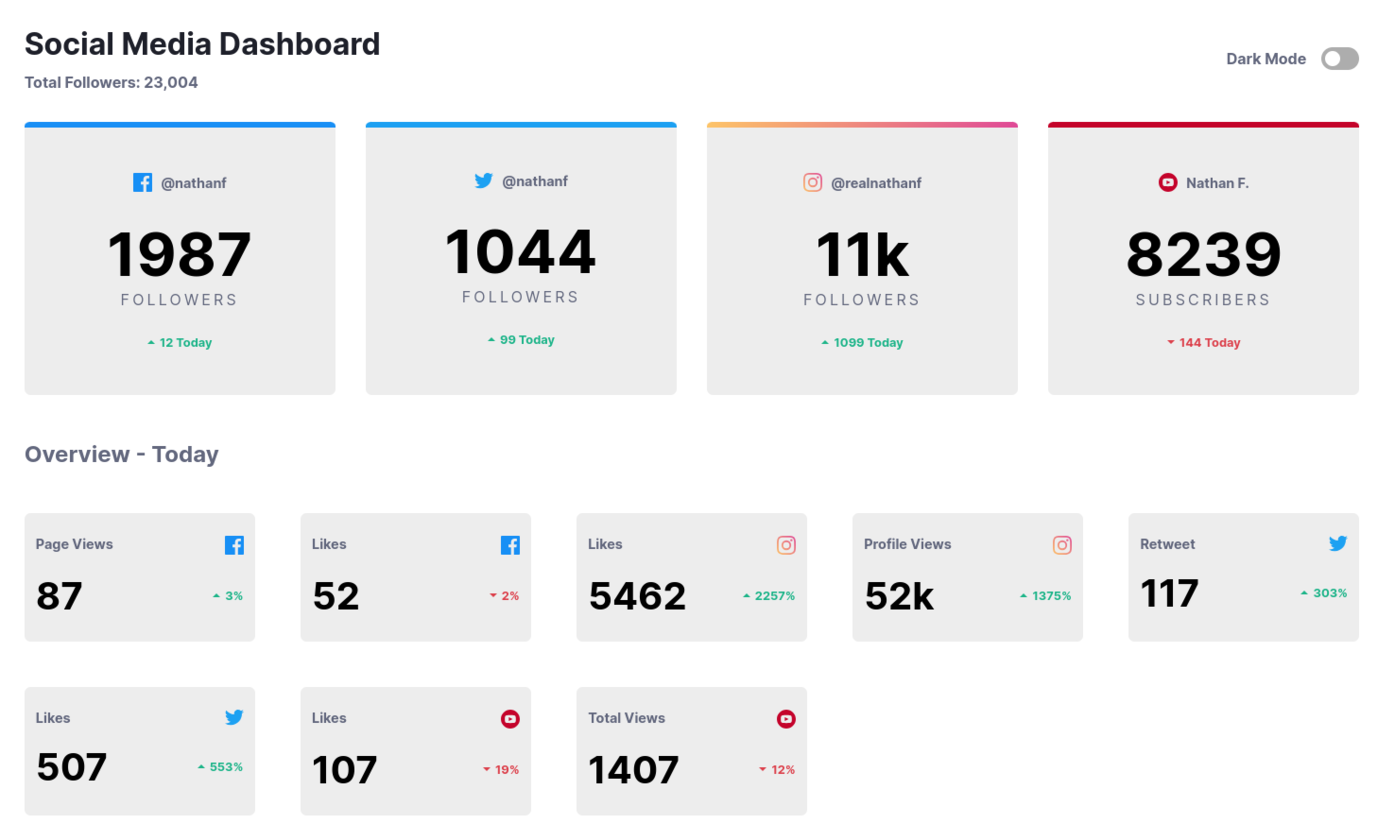 Social Media Dashboard
Total Followers: 23,004
Dark Mode
@nathanf
1987
FOLLOWERS
12 Today
@nathanf
1044
FOLLOWERS
99 Today
@realnathanf
11k
FOLLOWERS
1099 Today
Nathan F.
8239
SUBSCRIBERS
144 Today
Overview - Today
Page Views
87
3%
Likes
52
2%
Likes
5462
2257%
Profile Views
52k
1375%
Retweet
117
303%
Likes
507
553%
Likes
107
19%
Total Views
1407
12%